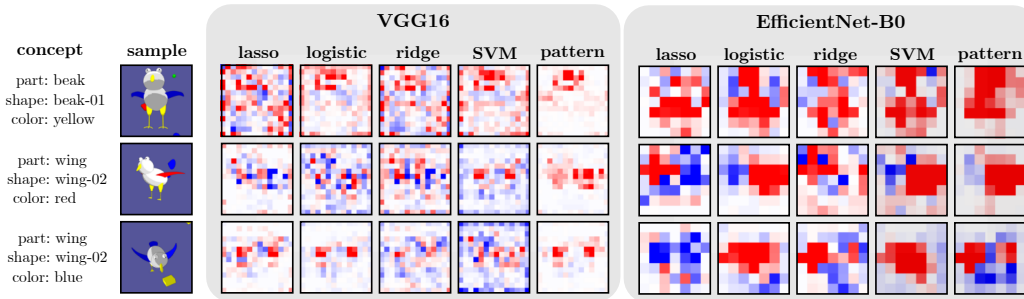 VGG16
EfficientNet-B0
concept
sample
lasso
logistic
ridge
SVM
pattern
lasso
logistic
ridge
SVM
pattern
part: beak
shape: beak-01
color: yellow
part: wing
shape: wing-02
color: red
part: wing
shape: wing-02
color: blue